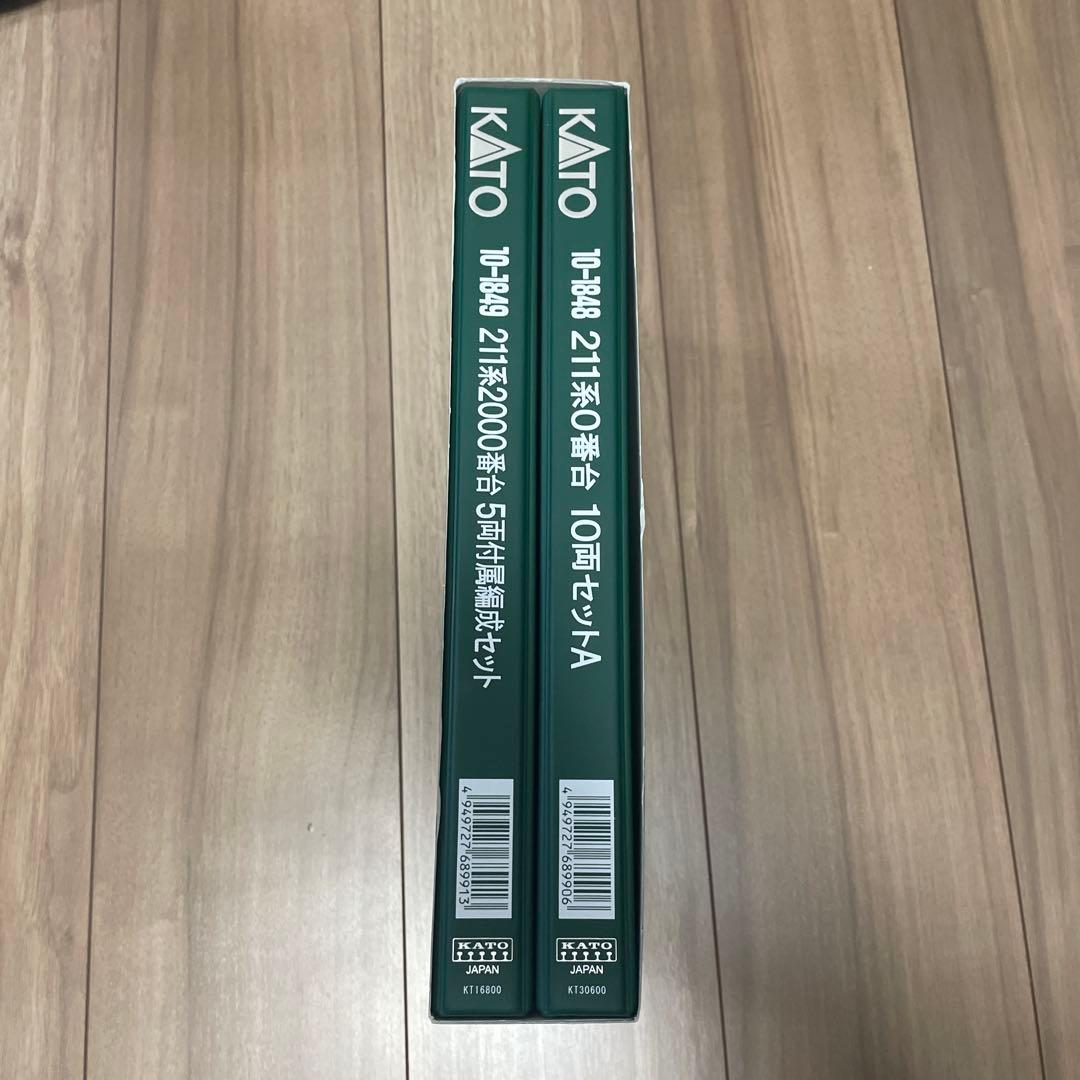 KATO
10-1849 211系2000番台 5両付属編成セット
4949727689913
KATO
JAPAN
KT16800
KATO
10-1848 211系0番台 10両セットA
4949727689906
KATO
JAPAN
KT30600